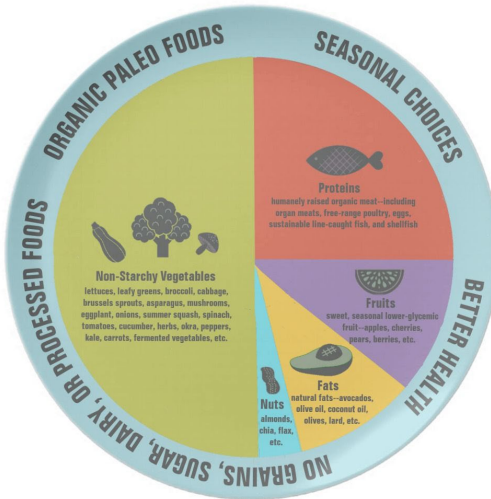 ORGANIC PALEO FOODS
SEASONAL CHOICES
BETTER HEALTH
NO GRAINS, SUGAR, DAIRY, OR PROCESSED FOODS
Proteins
humanely raised organic meat—including
organ meats, free-range poultry, eggs,
sustainable line-caught fish, and shellfish
Non-Starchy Vegetables
lettuces, leafy greens, broccoli, cabbage,
brussels sprouts, asparagus, mushrooms,
eggplant, onions, summer squash, spinach,
tomatoes, cucumber, herbs, okra, peppers,
kale, carrots, fermented vegetables, etc.
Fruits
sweet, seasonal lower-glycemic
fruit—apples, cherries,
pears, berries, etc.
Fats
natural fats—avocados,
olive oil, coconut oil,
olives, lard, etc.
Nuts
almonds,
chia, flax,
etc.